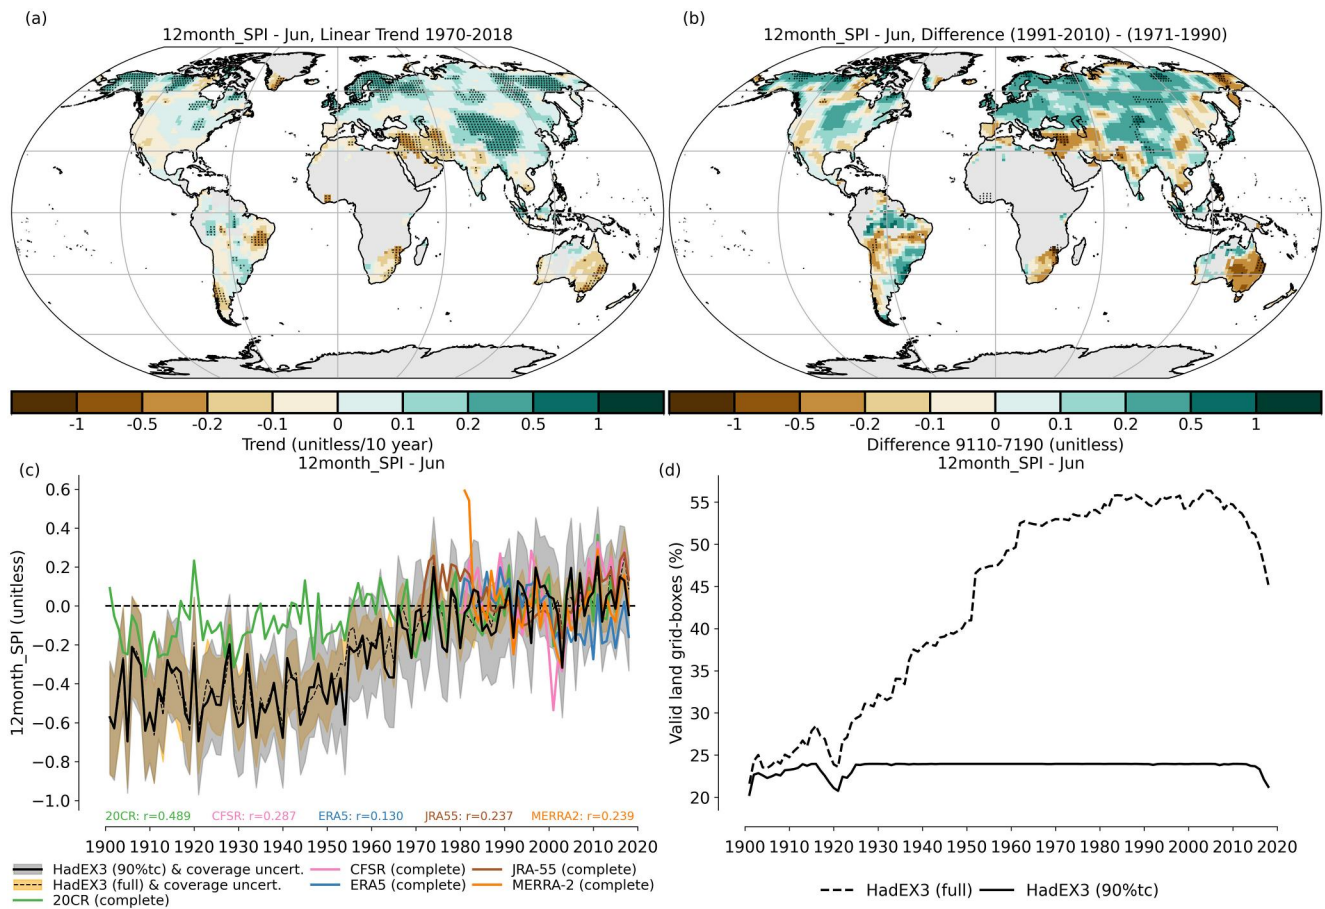 (a)
12month_SPI - Jun, Linear Trend 1970-2018
-1 -0.5 -0.2 -0.1 0 0.1 0.2 0.5 1
Trend (unitless/10 year)
(b)
12month_SPI - Jun, Difference (1991-2010) - (1971-1990)
-1 -0.5 -0.2 -0.1 0 0.1 0.2 0.5 1
Difference 9110-7190 (unitless)
(c)
12month_SPI - Jun
12month_SPI (unitless)
0.6
0.4
0.2
0.0
−0.2
−0.4
−0.6
−0.8
−1.0
20CR: r=0.489 CFSR: r=0.287 ERA5: r=0.130 JRA55: r=0.237 MERRA2: r=0.239
1900 1910 1920 1930 1940 1950 1960 1970 1980 1990 2000 2010 2020
HadEX3 (90%tc) & coverage uncert.
HadEX3 (full) & coverage uncert.
20CR (complete)
CFSR (complete)
ERA5 (complete)
JRA-55 (complete)
MERRA-2 (complete)
(d)
12month_SPI - Jun
Valid land grid-boxes (%)
55
50
45
40
35
30
25
20
1900 1910 1920 1930 1940 1950 1960 1970 1980 1990 2000 2010 2020
HadEX3 (full) HadEX3 (90%tc)